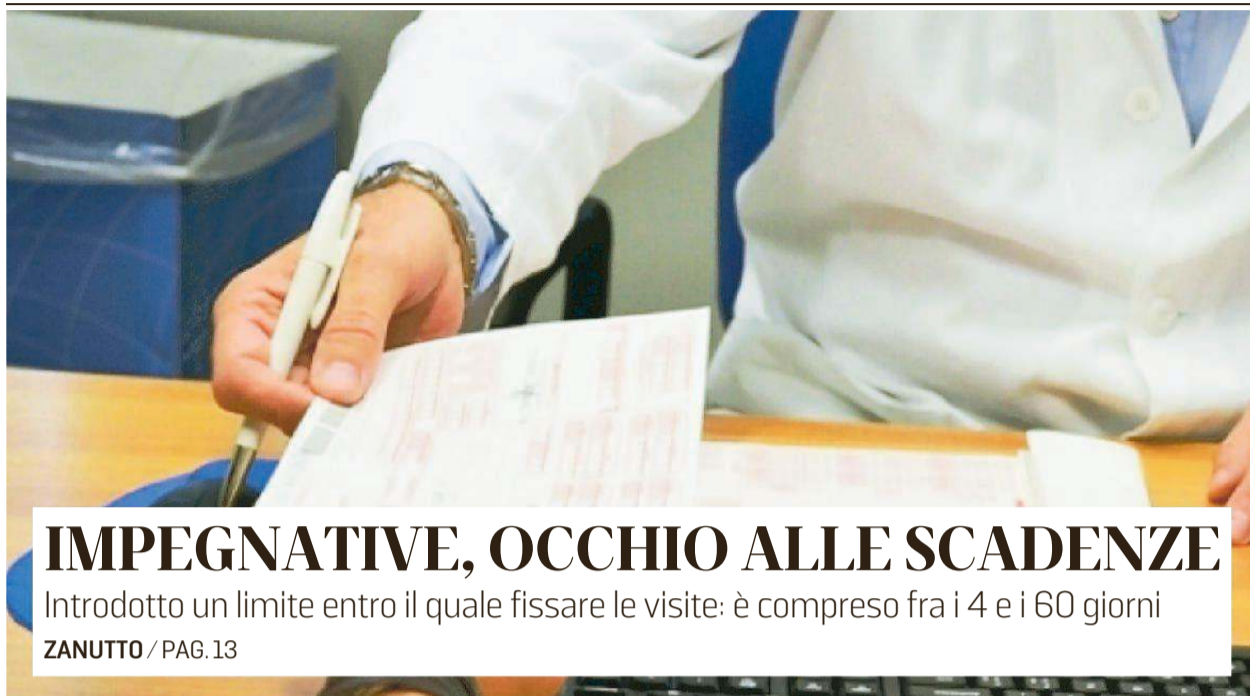 IMPEGNATIVE, OCCHIO ALLE SCADENZE
Introdotto un limite entro il quale fissare le visite: è compreso fra i 4 e i 60 giorni
ZANUTTO / PAG. 13